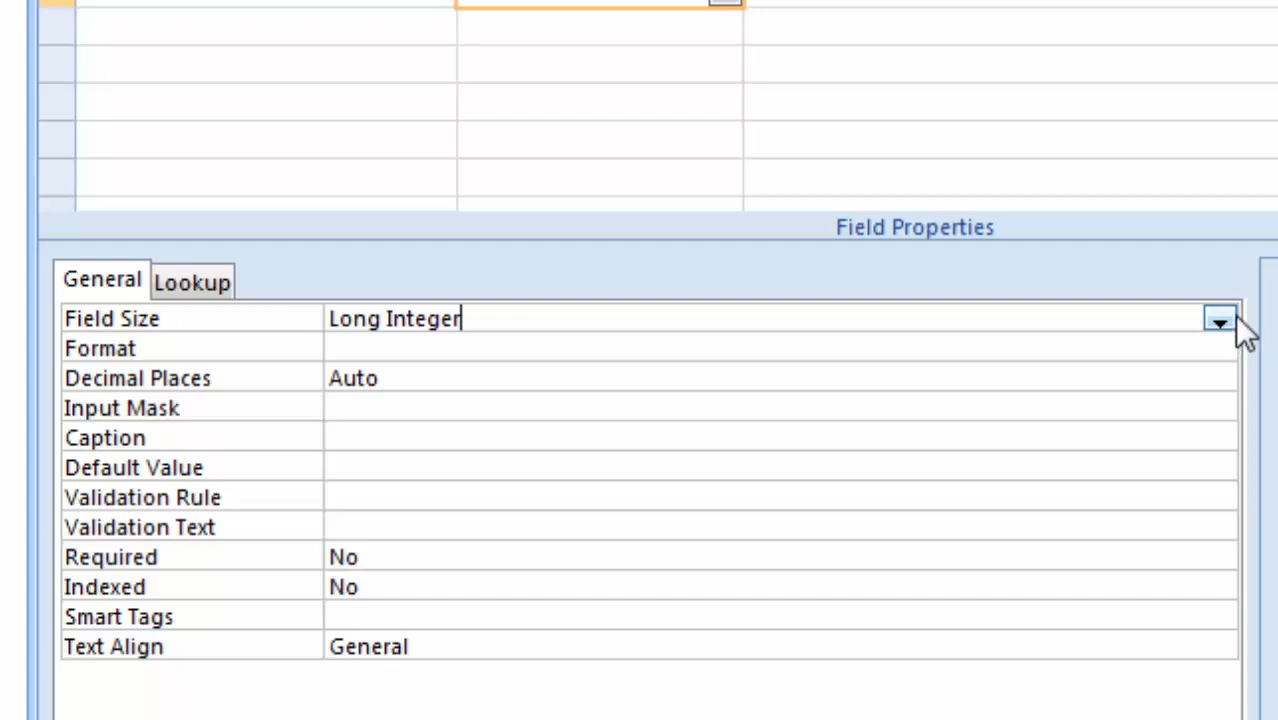 Field Properties
General Lookup
Field Size Long Integer
Format
Decimal Places Auto
Input Mask
Caption
Default Value
Validation Rule
Validation Text
Required No
Indexed No
Smart Tags
Text Align General